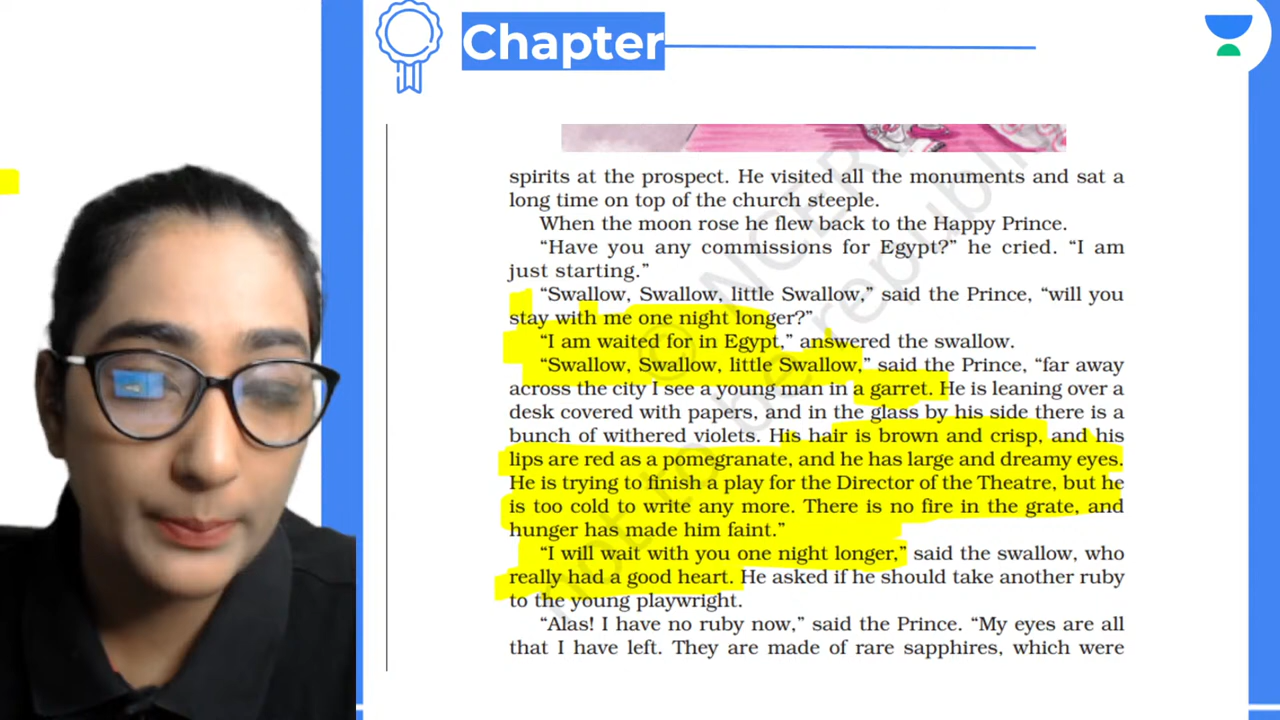 Chapter
spirits at the prospect. He visited all the monuments and sat a
long time on top of the church steeple.
When the moon rose he flew back to the Happy Prince.
“Have you any commissions for Egypt?” he cried. “I am
just starting.”
“Swallow, Swallow, little Swallow,” said the Prince, “will you
stay with me one night longer?”
“I am waited for in Egypt,” answered the swallow.
“Swallow, Swallow, little Swallow,” said the Prince, “far away
across the city I see a young man in a garret. He is leaning over a
desk covered with papers, and in the glass by his side there is a
bunch of withered violets. His hair is brown and crisp, and his
lips are red as a pomegranate, and he has large and dreamy eyes.
He is trying to finish a play for the Director of the Theatre, but he
is too cold to write any more. There is no fire in the grate, and
hunger has made him faint.”
“I will wait with you one night longer,” said the swallow, who
really had a good heart. He asked if he should take another ruby
to the young playwright.
“Alas! I have no ruby now,” said the Prince. “My eyes are all
that I have left. They are made of rare sapphires, which were
© NCER
not to be republi